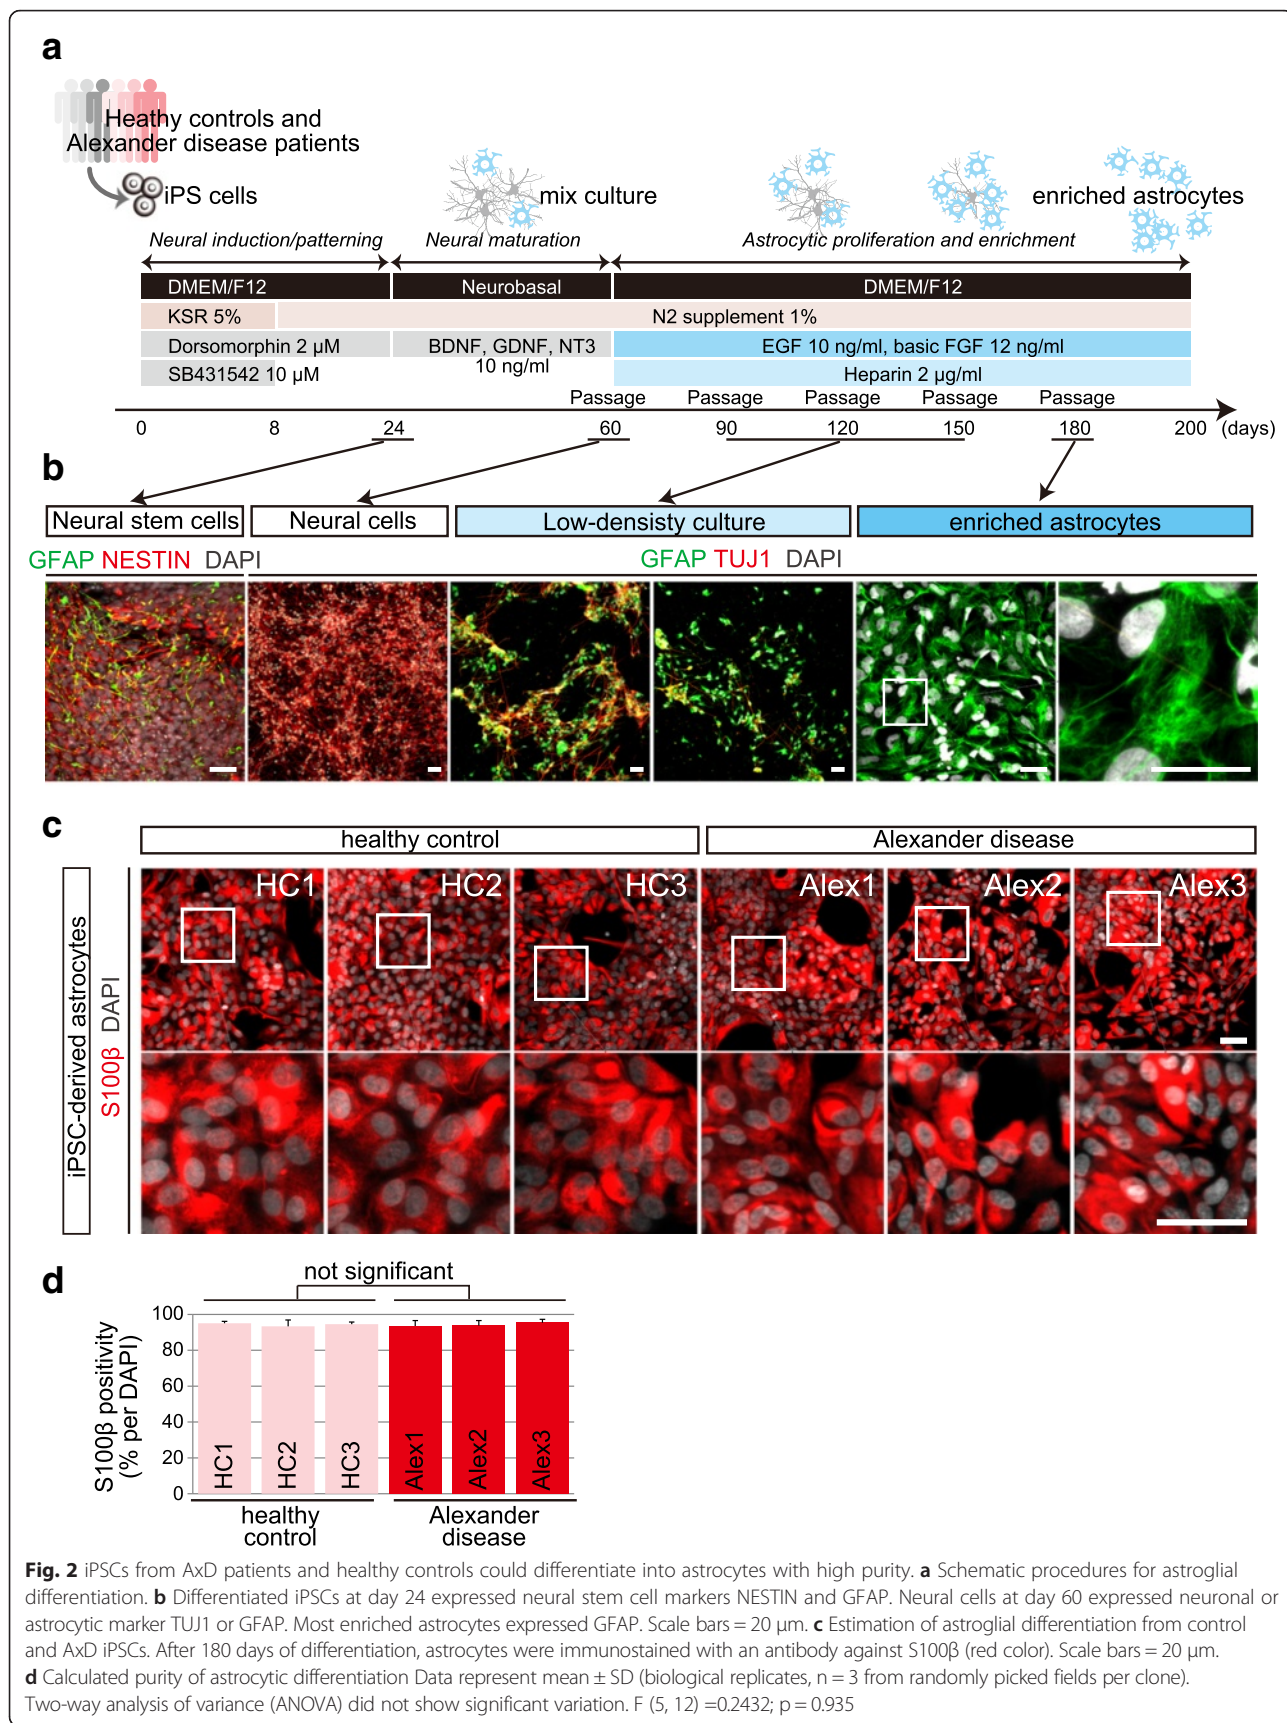 a
Heathy controls and
Alexander disease patients
iPS cells
mix culture
enriched astrocytes
Neural induction/patterning
Neural maturation
Astrocytic proliferation and enrichment
DMEM/F12
Neurobasal
DMEM/F12
KSR 5%
N2 supplement 1%
Dorsomorphin 2 µM
BDNF, GDNF, NT3
10 ng/ml
EGF 10 ng/ml, basic FGF 12 ng/ml
SB431542 10 µM
Heparin 2 µg/ml
Passage Passage Passage Passage Passage
0 8 24 60 90 120 152 180 200 (days)
b
Neural stem cells
Neural cells
Low-densisty culture
enriched astrocytes
GFAP NESTIN DAPI
GFAP TUJ1 DAPI
c
healthy control
Alexander disease
iPSC-derived astrocytes
S100β DAPI
HC1 HC2 HC3 Alex1 Alex2 Alex3
d
not significant
S100β positivity
(% per DAPI)
100
80
60
40
20
0
HC1 HC2 HC3 Alex1 Alex2 Alex3
healthy
control
Alexander
disease
Fig. 2 iPSCs from AxD patients and healthy controls could differentiate into astrocytes with high purity. a Schematic procedures for astroglial
differentiation. b Differentiated iPSCs at day 24 expressed neural stem cell markers NESTIN and GFAP. Neural cells at day 60 expressed neuronal or
astrocytic marker TUJ1 or GFAP. Most enriched astrocytes expressed GFAP. Scale bars = 20 µm. c Estimation of astroglial differentiation from control
and AxD iPSCs. After 180 days of differentiation, astrocytes were immunostained with an antibody against S100β (red color). Scale bars = 20 µm.
d Calculated purity of astrocytic differentiation Data represent mean ± SD (biological replicates, n = 3 from randomly picked fields per clone).
Two-way analysis of variance (ANOVA) did not show significant variation. F (5, 12) =0.2432; p = 0.935